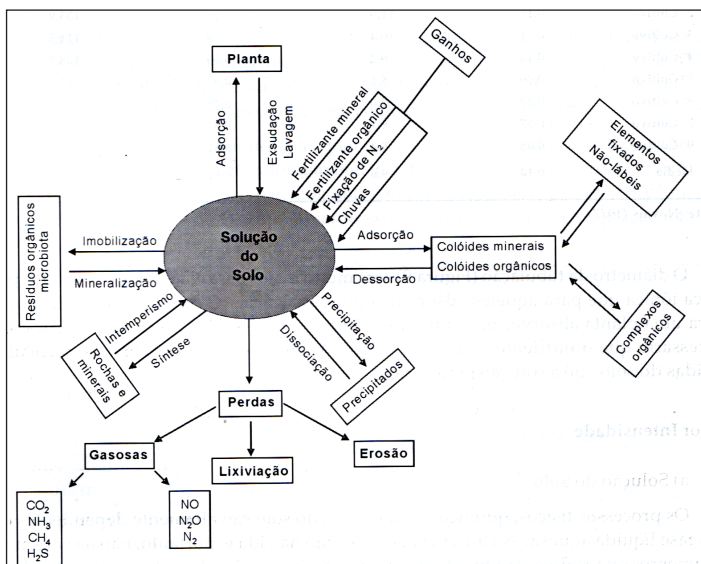 Planta
Ganhos
Adsorção
Exsudação
Lavagem
Fertilizante mineral
Fertilizante orgânico
Fixação de N₂
Chuvas
Elementos
fixados
Não-lábeis
Resíduos orgânicos
microbiota
Imobilização
Mineralização
Solução
do
Solo
Adsorção
Dessorção
Colóides minerais
Colóides orgânicos
Complexos
orgânicos
Intemperismo
Síntese
Rochas e
minerais
Precipitação
Dissociação
Precipitados
Perdas
Gasosas
Lixiviação
Erosão
CO₂
NH₃
CH₄
H₂S
NO
N₂O
N₂